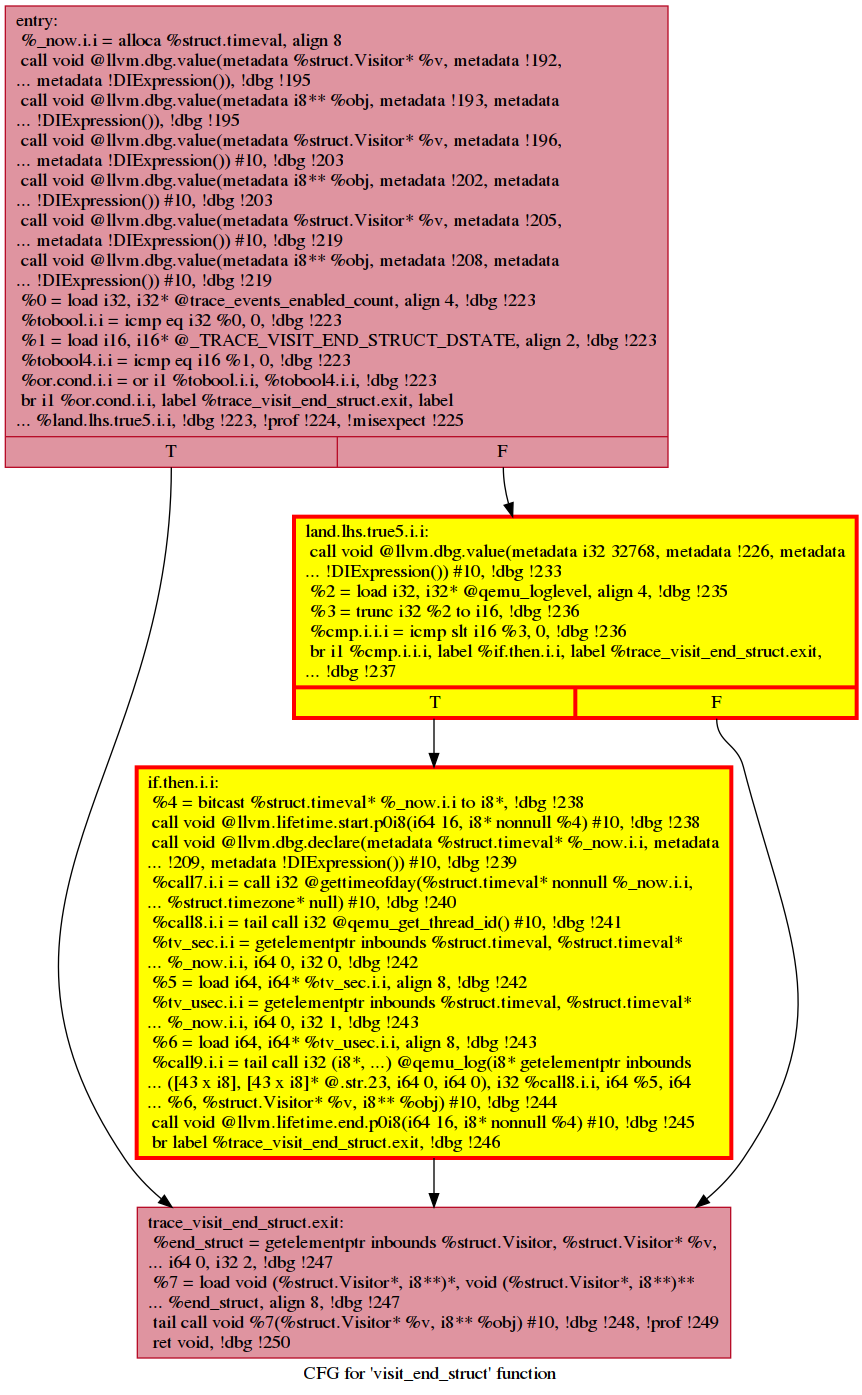 entry:
%_now.i.i = alloca %struct.timeval, align 8
call void @llvm.dbg.value(metadata %struct.Visitor* %v, metadata !192,
... metadata !DIExpression()), !dbg !195
call void @llvm.dbg.value(metadata i8** %obj, metadata !193, metadata
... !DIExpression()), !dbg !195
call void @llvm.dbg.value(metadata %struct.Visitor* %v, metadata !196,
... metadata !DIExpression()) #10, !dbg !203
call void @llvm.dbg.value(metadata i8** %obj, metadata !202, metadata
... !DIExpression()) #10, !dbg !203
call void @llvm.dbg.value(metadata %struct.Visitor* %v, metadata !205,
... metadata !DIExpression()) #10, !dbg !219
call void @llvm.dbg.value(metadata i8** %obj, metadata !208, metadata
... !DIExpression()) #10, !dbg !219
%0 = load i32, i32* @trace_events_enabled_count, align 4, !dbg !223
%tobool.i.i = icmp eq i32 %0, 0, !dbg !223
%1 = load i16, i16* @_TRACE_VISIT_END_STRUCT_DSTATE, align 2, !dbg !223
%tobool4.i.i = icmp eq i16 %1, 0, !dbg !223
%or.cond.i.i = or i1 %tobool.i.i, %tobool4.i.i, !dbg !223
br i1 %or.cond.i.i, label %trace_visit_end_struct.exit, label
... %land.lhs.true5.i.i, !dbg !223, !prof !224, !misexpect !225
T F
land.lhs.true5.i.i:
call void @llvm.dbg.value(metadata i32 32768, metadata !226, metadata
... !DIExpression()) #10, !dbg !233
%2 = load i32, i32* @qemu_loglevel, align 4, !dbg !235
%3 = trunc i32 %2 to i16, !dbg !236
%cmp.i.i.i = icmp slt i16 %3, 0, !dbg !236
br i1 %cmp.i.i.i, label %if.then.i.i, label %trace_visit_end_struct.exit,
... !dbg !237
T F
if.then.i.i:
%4 = bitcast %struct.timeval* %_now.i.i to i8*, !dbg !238
call void @llvm.lifetime.start.p0i8(i64 16, i8* nonnull %4) #10, !dbg !238
call void @llvm.dbg.declare(metadata %struct.timeval* %_now.i.i, metadata
... !209, metadata !DIExpression()) #10, !dbg !239
%call7.i.i = call i32 @gettimeofday(%struct.timeval* nonnull %_now.i.i,
... %struct.timezone* null) #10, !dbg !240
%call8.i.i = tail call i32 @qemu_get_thread_id() #10, !dbg !241
%tv_sec.i.i = getelementptr inbounds %struct.timeval, %struct.timeval*
... %_now.i.i, i64 0, i32 0, !dbg !242
%5 = load i64, i64* %tv_sec.i.i, align 8, !dbg !242
%tv_usec.i.i = getelementptr inbounds %struct.timeval, %struct.timeval*
... %_now.i.i, i64 0, i32 1, !dbg !243
%6 = load i64, i64* %tv_usec.i.i, align 8, !dbg !243
%call9.i.i = tail call i32 (i8*, ...) @qemu_log(i8* getelementptr inbounds
... ([43 x i8], [43 x i8]* @.str.23, i64 0, i64 0), i32 %call8.i.i, i64 %5, i64
... %6, %struct.Visitor* %v, i8** %obj) #10, !dbg !244
call void @llvm.lifetime.end.p0i8(i64 16, i8* nonnull %4) #10, !dbg !245
br label %trace_visit_end_struct.exit, !dbg !246
trace_visit_end_struct.exit:
%end_struct = getelementptr inbounds %struct.Visitor, %struct.Visitor* %v,
... i64 0, i32 2, !dbg !247
%7 = load void (%struct.Visitor*, i8**)*, void (%struct.Visitor*, i8**)**
... %end_struct, align 8, !dbg !247
tail call void %7(%struct.Visitor* %v, i8** %obj) #10, !dbg !248, !prof !249
ret void, !dbg !250
CFG for 'visit_end_struct' function